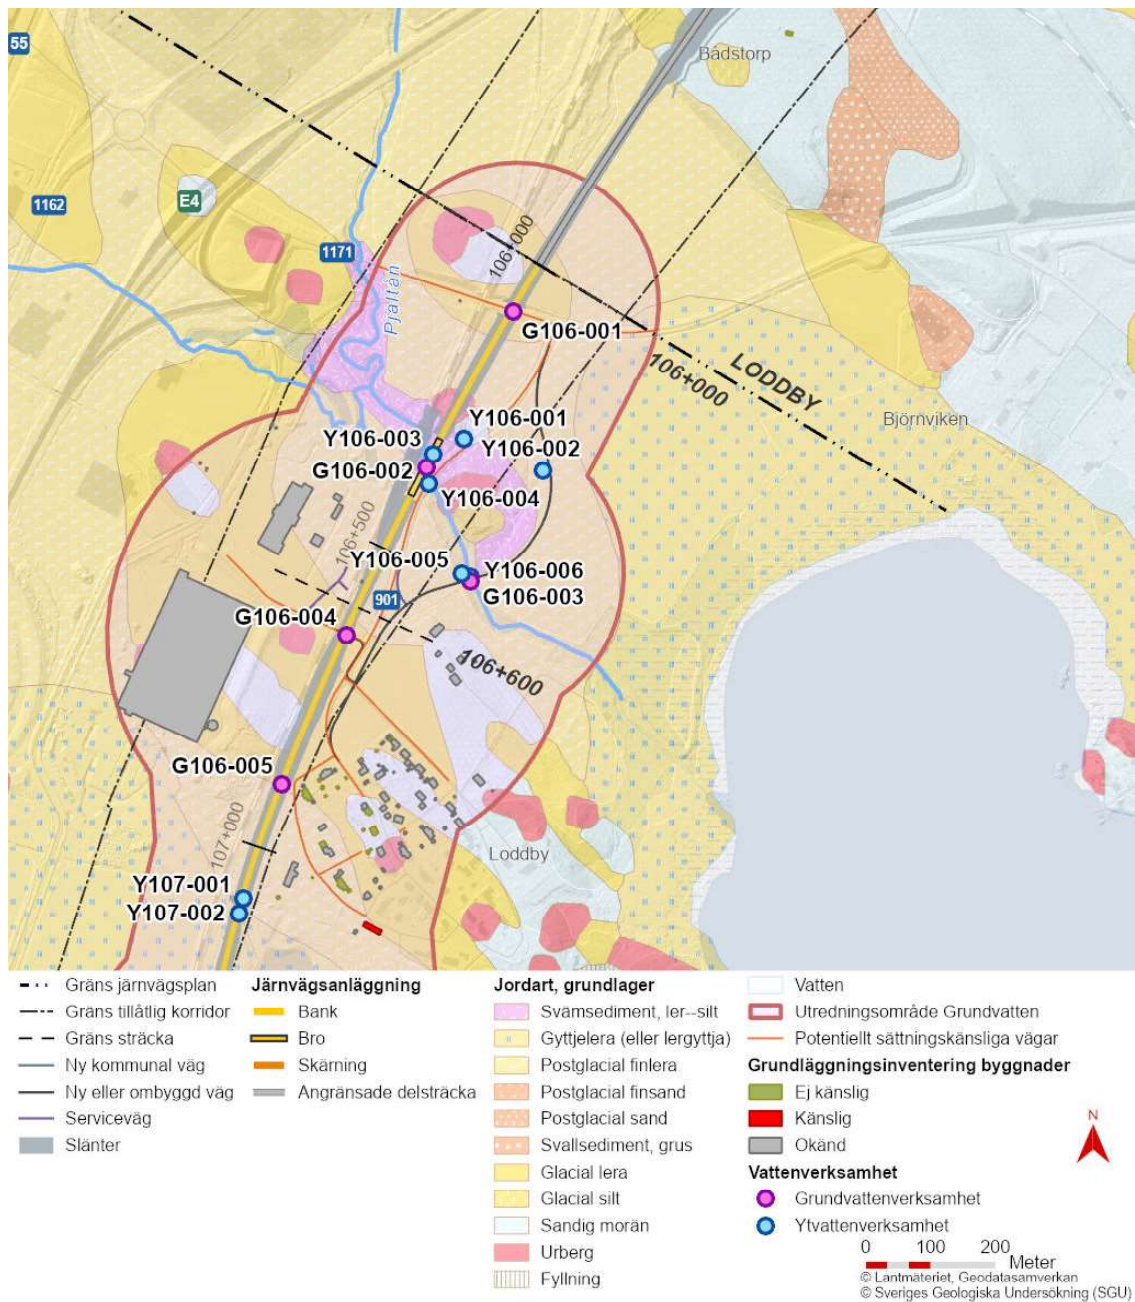 55
Bådstorp
1162
E4
1171
Pjältån
106+000
G106-001
LODDBY
106+000
Björnviken
Y106-001
Y106-003
Y106-002
G106-002
Y106-004
106+500
Y106-005
Y106-006
G106-003
901
G106-004
106+600
G106-005
107+000
Loddby
Y107-001
Y107-002
Gräns järnvägsplan
Gräns tillåtlig korridor
Gräns sträcka
Ny kommunal väg
Ny eller ombyggd väg
Serviceväg
Slänter
Järnvägsanläggning
Bank
Bro
Skärning
Angränsade delsträcka
Jordart, grundlager
Svämsediment, ler--silt
Gyttjelera (eller lergyttja)
Postglacial finlera
Postglacial finsand
Postglacial sand
Svallsediment, grus
Glacial lera
Glacial silt
Sandig morän
Urberg
Fyllning
Vatten
Utredningsområde Grundvatten
Potentiellt sättningskänsliga vägar
Grundläggningsinventering byggnader
Ej känslig
Känslig
Okänd
Vattenverksamhet
Grundvattenverksamhet
Ytvattenverksamhet
N
0 100 200
Meter
© Lantmäteriet, Geodatasamverkan
© Sveriges Geologiska Undersökning (SGU)